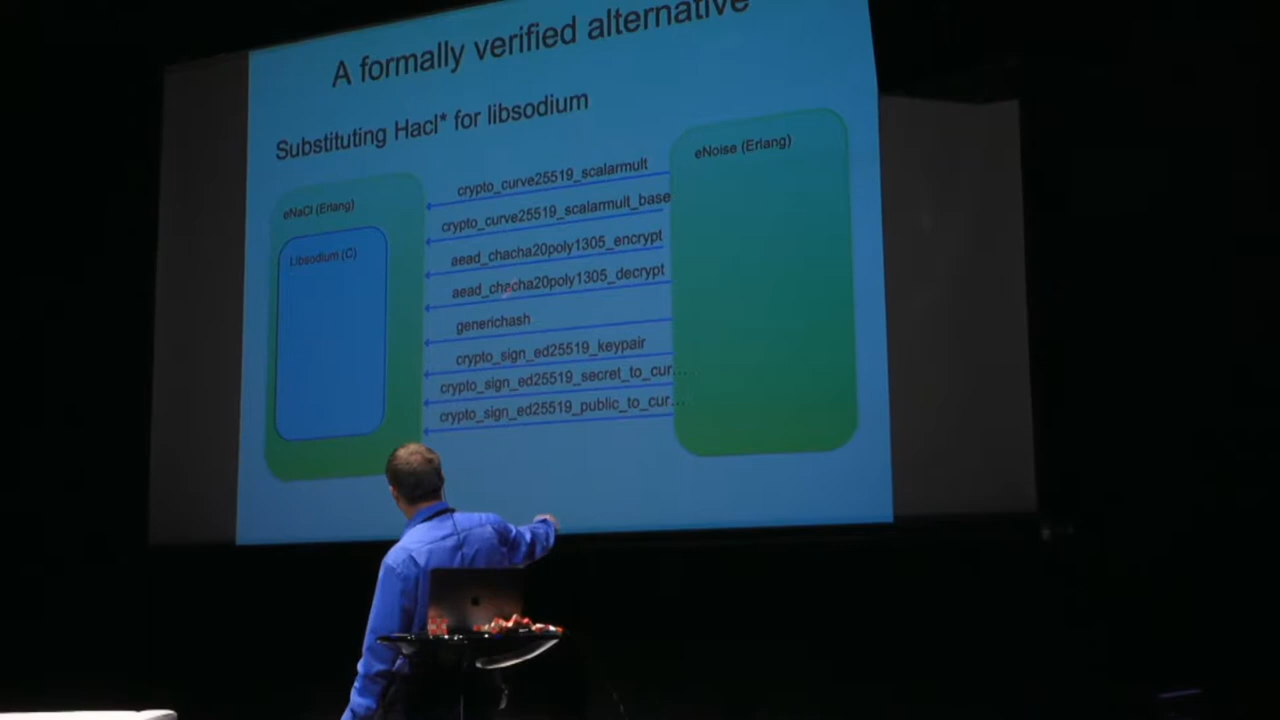 A formally verified alternative
Substituting Hacl* for libsodium
eNaCl (Erlang)
Libsodium (C)
crypto_curve25519_scalarmult
crypto_curve25519_scalarmult_base
aead_chacha20poly1305_encrypt
aead_chacha20poly1305_decrypt
generichash
crypto_sign_ed25519_keypair
crypto_sign_ed25519_secret_to_cur…
crypto_sign_ed25519_public_to_cur…
eNoise (Erlang)